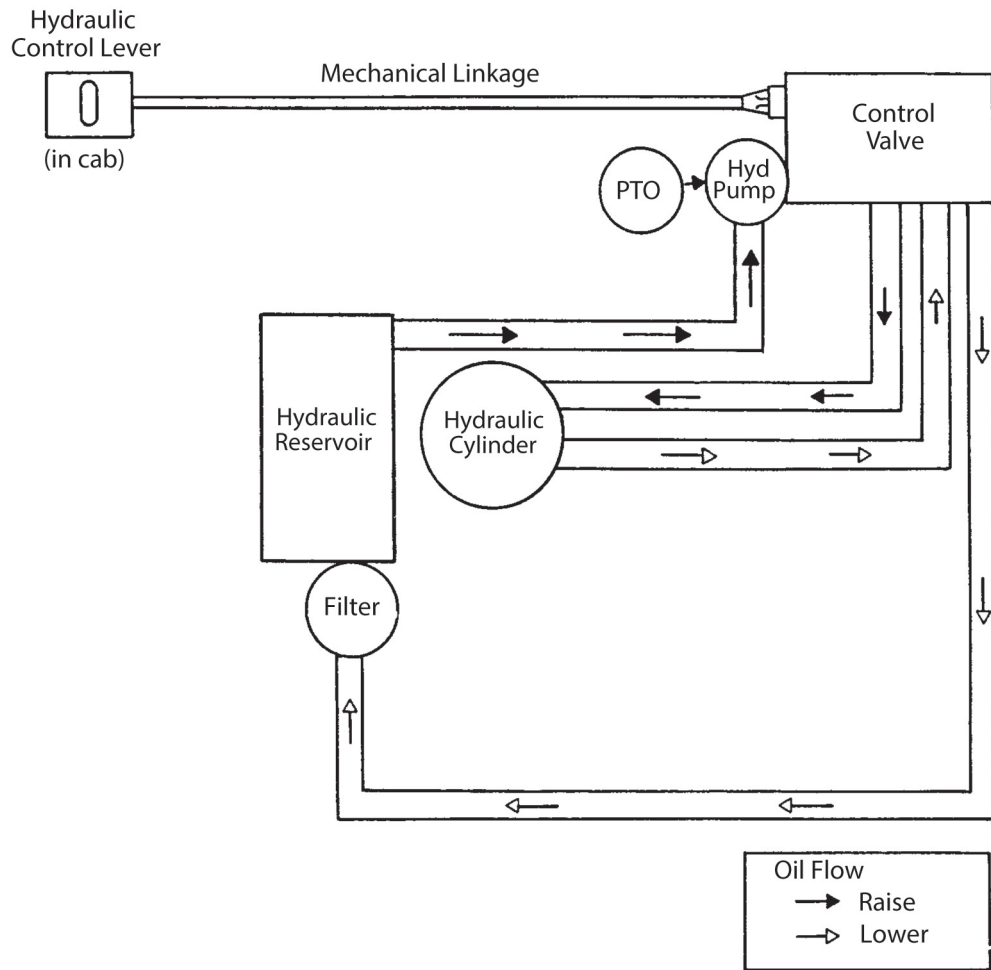 Hydraulic
Control Lever
(in cab)
Mechanical Linkage
Control
Valve
PTO
Hyd
Pump
Hydraulic
Reservoir
Hydraulic
Cylinder
Filter
Oil Flow
Raise
Lower